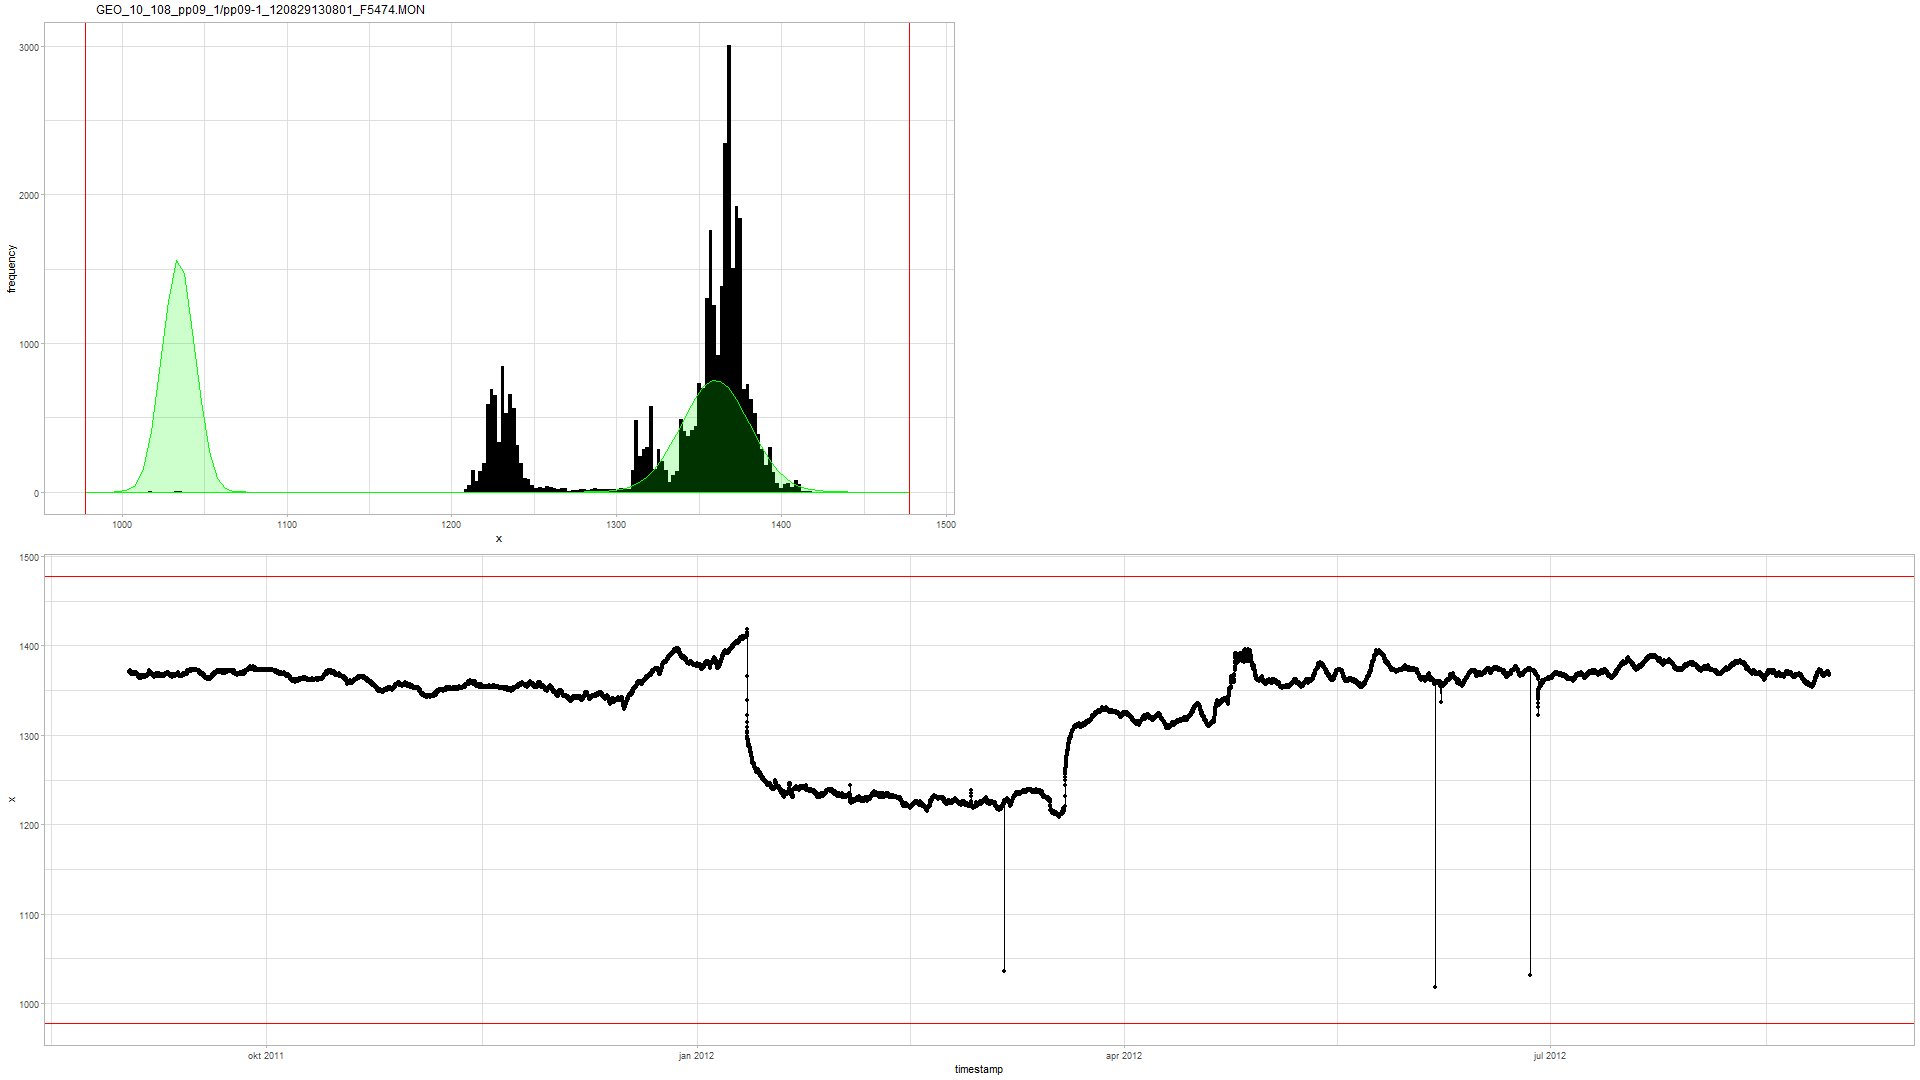 GEO_10_108_pp09_1/pp09-1_120829130801_F5474.MON
3000
2000
1000
0
frequency
1000 1100 1200 1300 1400 1500
x
1500
1400
1300
1200
1100
1000
x
okt 2011 jan 2012 apr 2012 jul 2012
timestamp